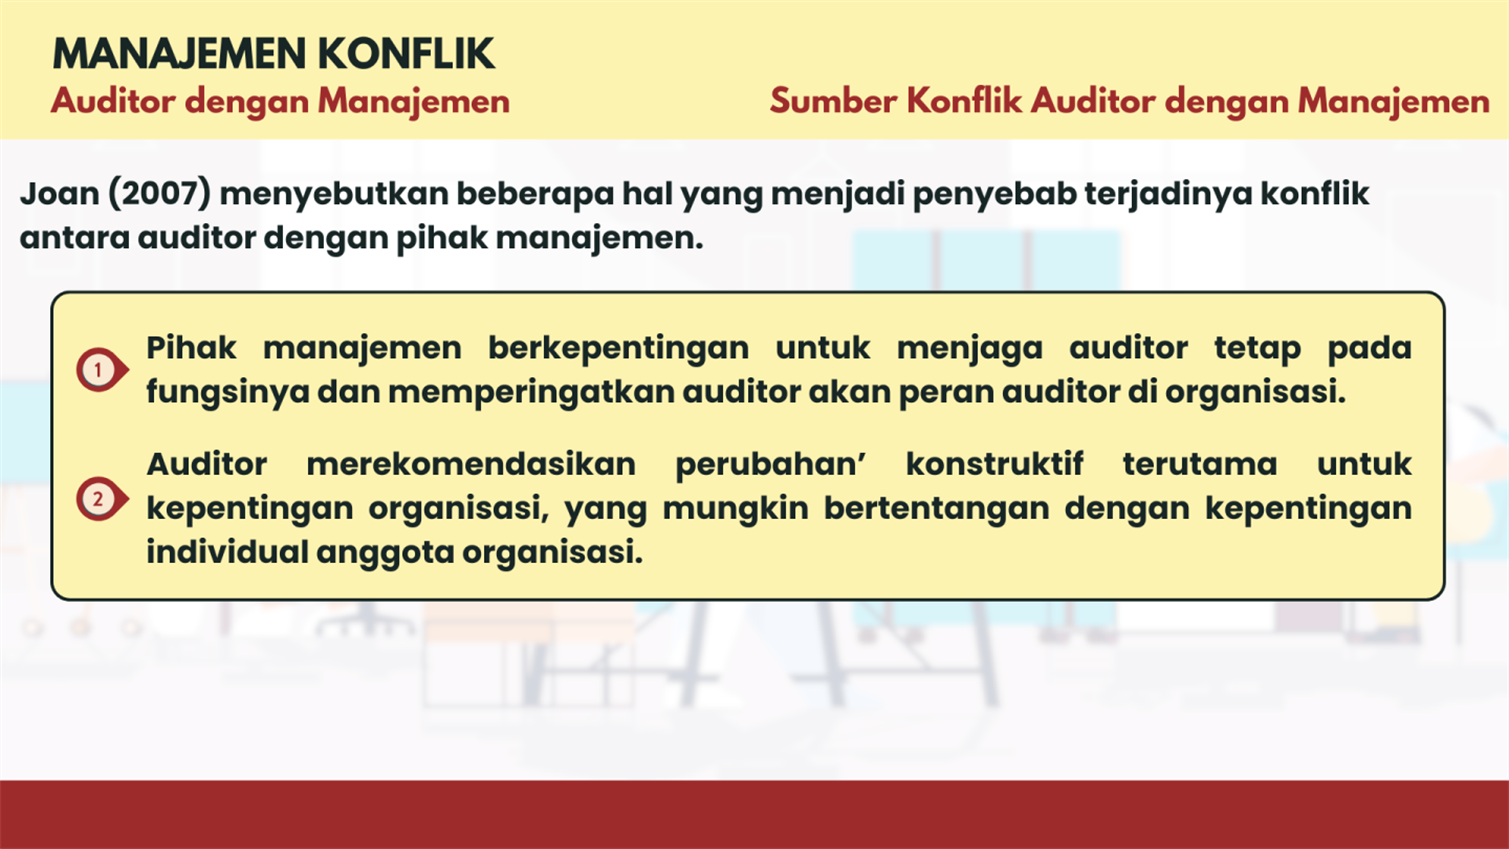 MANAJEMEN KONFLIK
Auditor dengan Manajemen
Sumber Konflik Auditor dengan Manajemen
Joan (2007) menyebutkan beberapa hal yang menjadi penyebab terjadinya konflik
antara auditor dengan pihak manajemen.
1
Pihak manajemen berkepentingan untuk menjaga auditor tetap pada
fungsinya dan memperingatkan auditor akan peran auditor di organisasi.
2
Auditor merekomendasikan perubahan’ konstruktif terutama untuk
kepentingan organisasi, yang mungkin bertentangan dengan kepentingan
individual anggota organisasi.